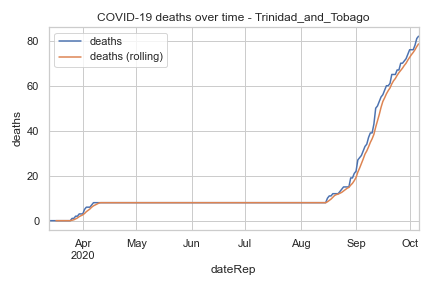 COVID-19 deaths over time - Trinidad_and_Tobago
deaths
deaths (rolling)
deaths
80
60
40
20
0
Apr May Jun Jul Aug Sep Oct
2020
dateRep